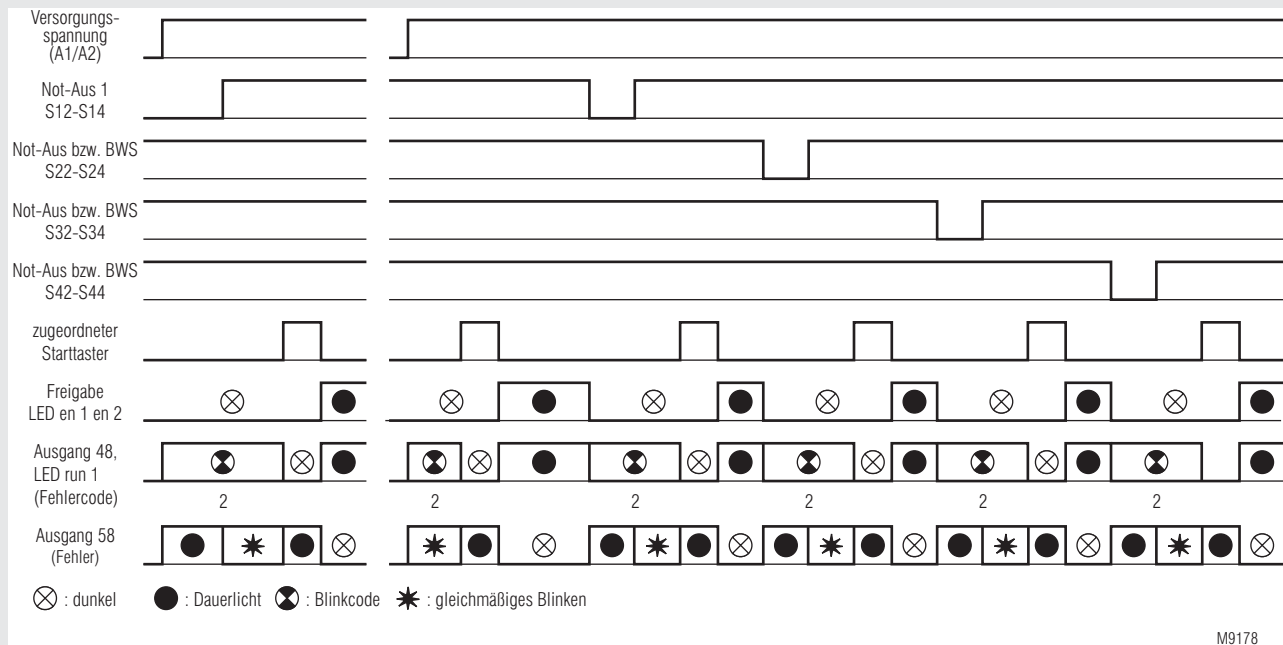 Versorgungs-
spannung
(A1/A2)
Not-Aus 1
S12-S14
Not-Aus bzw. BWS
S22-S24
Not-Aus bzw. BWS
S32-S34
Not-Aus bzw. BWS
S42-S44
zugeordneter
Starttaster
Freigabe
LED en 1 en 2
Ausgang 48,
LED run 1
(Fehlercode)
2 2 2 2 2 2
Ausgang 58
(Fehler)
: dunkel : Dauerlicht : Blinkcode : gleichmäßiges Blinken
M9178